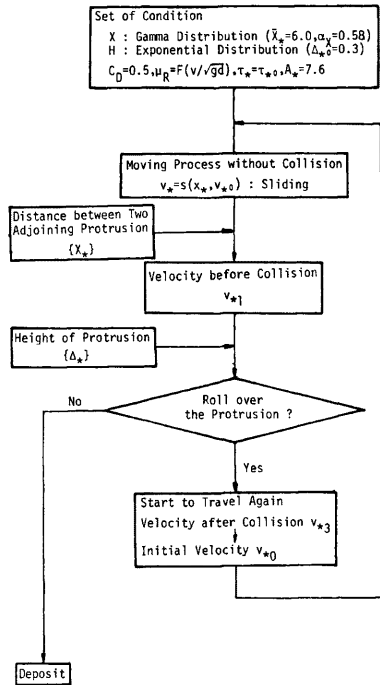 Set of Condition
X : Gamma Distribution (X̄*=6.0,αX=0.58)
H : Exponential Distribution (Δ*0=0.3)
CD=0.5,μR=F(v/√gd),τ*=τ*0,A*=7.6
Moving Process without Collision
v*=s(x*,v*0) : Sliding
Distance between Two
Adjoining Protrusion
{X*}
Velocity before Collision
v*1
Height of Protrusion
{Δ*}
Roll over
the Protrusion ?
No
Yes
Start to Travel Again
Velocity after Collision v*3
Initial Velocity v*0
Deposit